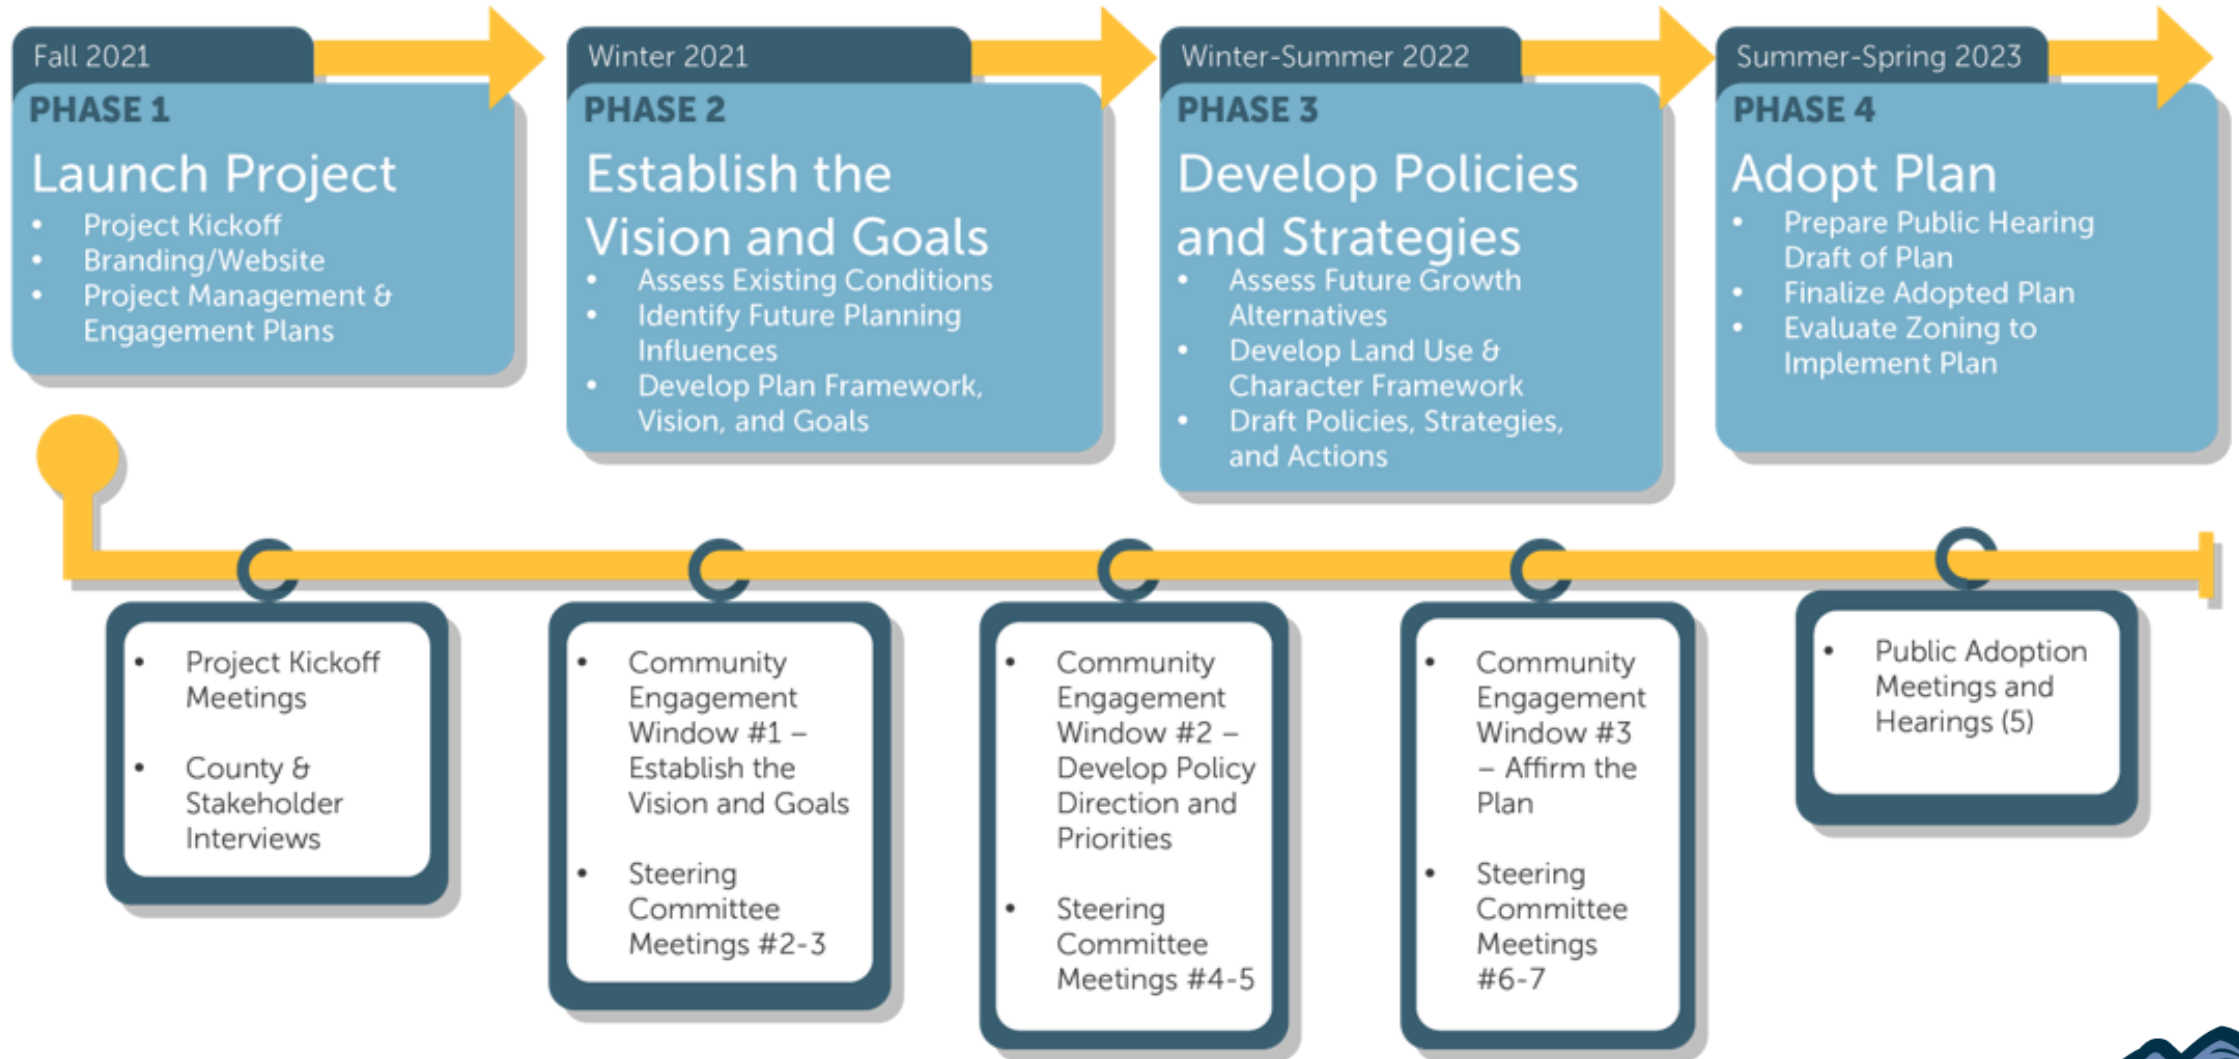 Fall 2021
PHASE 1
Launch Project
• Project Kickoff
• Branding/Website
• Project Management &
Engagement Plans
Winter 2021
PHASE 2
Establish the
Vision and Goals
• Assess Existing Conditions
• Identify Future Planning
Influences
• Develop Plan Framework,
Vision, and Goals
Winter-Summer 2022
PHASE 3
Develop Policies
and Strategies
• Assess Future Growth
Alternatives
• Develop Land Use &
Character Framework
• Draft Policies, Strategies,
and Actions
Summer-Spring 2023
PHASE 4
Adopt Plan
• Prepare Public Hearing
Draft of Plan
• Finalize Adopted Plan
• Evaluate Zoning to
Implement Plan
• Project Kickoff
Meetings
• County &
Stakeholder
Interviews
• Community
Engagement
Window #1 –
Establish the
Vision and Goals
• Steering
Committee
Meetings #2-3
• Community
Engagement
Window #2 –
Develop Policy
Direction and
Priorities
• Steering
Committee
Meetings #4-5
• Community
Engagement
Window #3
– Affirm the
Plan
• Steering
Committee
Meetings
#6-7
• Public Adoption
Meetings and
Hearings (5)